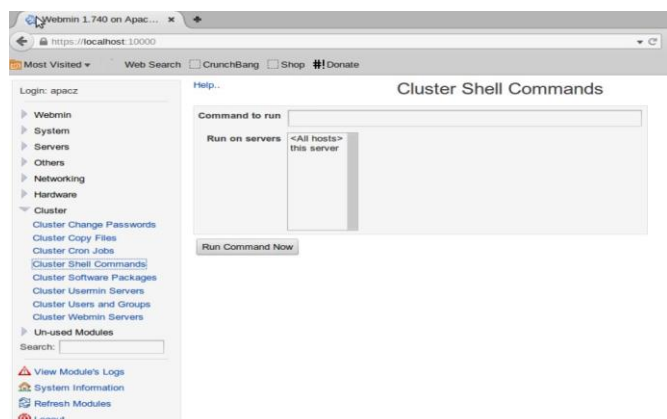 Webmin 1.740 on Apac... ×
https://localhost:10000
Most Visited Web Search CrunchBang Shop #! Donate
Login: apacz
Webmin
System
Servers
Others
Networking
Hardware
Cluster
Cluster Change Passwords
Cluster Copy Files
Cluster Cron Jobs
Cluster Shell Commands
Cluster Software Packages
Cluster Usermin Servers
Cluster Users and Groups
Cluster Webmin Servers
Un-used Modules
Search:
View Module's Logs
System Information
Refresh Modules
Logout
Help..
Cluster Shell Commands
Command to run
Run on servers
<All hosts>
this server
Run Command Now